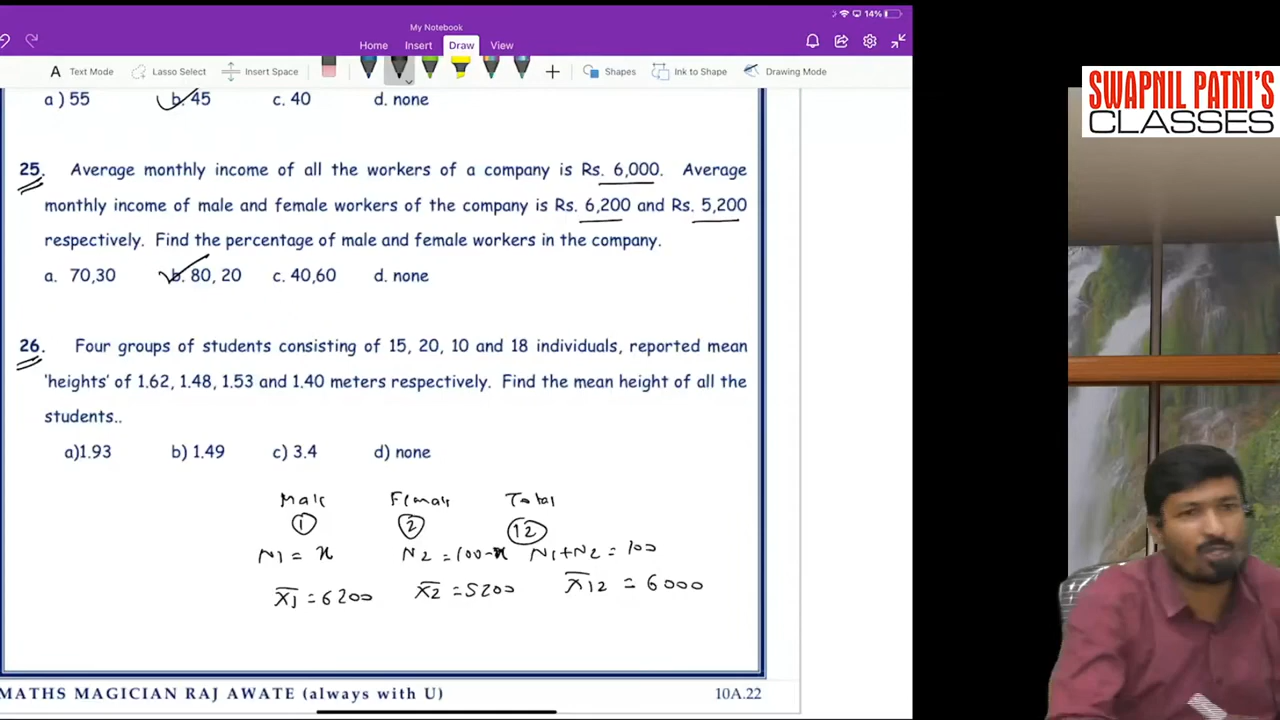 14%
My Notebook
Home Insert Draw View
A Text Mode Lasso Select Insert Space Shapes Ink to Shape Drawing Mode
a ) 55 b. 45 c. 40 d. none
25. Average monthly income of all the workers of a company is Rs. 6,000. Average
monthly income of male and female workers of the company is Rs. 6,200 and Rs. 5,200
respectively. Find the percentage of male and female workers in the company.
a. 70,30 b. 80, 20 c. 40,60 d. none
26. Four groups of students consisting of 15, 20, 10 and 18 individuals, reported mean
'heights' of 1.62, 1.48, 1.53 and 1.40 meters respectively. Find the mean height of all the
students..
a)1.93 b) 1.49 c) 3.4 d) none
Male Female Total
1 2 12
N1 = x N2 = 100-x N1+N2 = 100
X̅1 = 6200 X̅2 = 5200 X̅12 = 6000
MATHS MAGICIAN RAJ AWATE (always with U) 10A.22
SWAPNIL PATNI'S
CLASSES